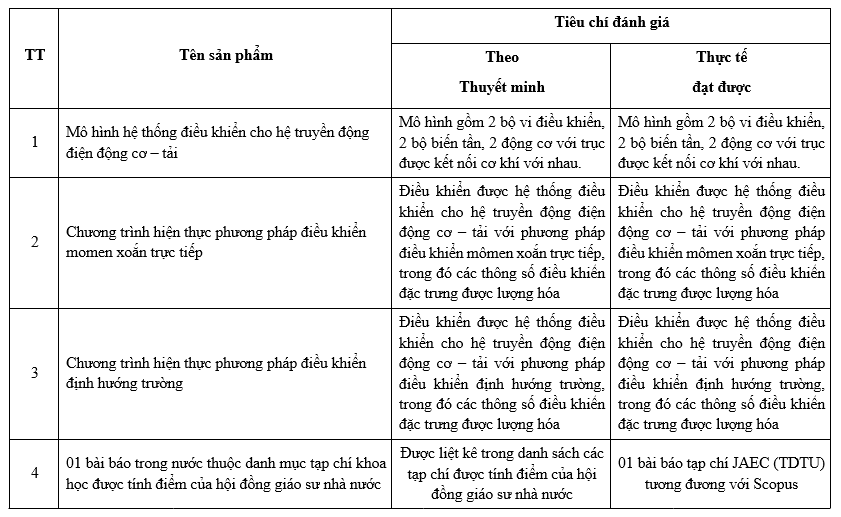 TT
Tên sản phẩm
Tiêu chí đánh giá
Theo
Thuyết minh
Thực tế
đạt được
1
Mô hình hệ thống điều khiển cho hệ truyền động
điện động cơ – tải
Mô hình gồm 2 bộ vi điều khiển,
2 bộ biến tần, 2 động cơ với trục
được kết nối cơ khí với nhau.
Mô hình gồm 2 bộ vi điều khiển,
2 bộ biến tần, 2 động cơ với trục
được kết nối cơ khí với nhau.
2
Chương trình hiện thực phương pháp điều khiển
momen xoắn trực tiếp
Điều khiển được hệ thống điều
khiển cho hệ truyền động điện
động cơ – tải với phương pháp
điều khiển mômen xoắn trực tiếp,
trong đó các thông số điều khiển
đặc trưng được lượng hóa
Điều khiển được hệ thống điều
khiển cho hệ truyền động điện
động cơ – tải với phương pháp
điều khiển mômen xoắn trực tiếp,
trong đó các thông số điều khiển
đặc trưng được lượng hóa
3
Chương trình hiện thực phương pháp điều khiển
định hướng trường
Điều khiển được hệ thống điều
khiển cho hệ truyền động điện
động cơ – tải với phương pháp
điều khiển định hướng trường,
trong đó các thông số điều khiển
đặc trưng được lượng hóa
Điều khiển được hệ thống điều
khiển cho hệ truyền động điện
động cơ – tải với phương pháp
điều khiển định hướng trường,
trong đó các thông số điều khiển
đặc trưng được lượng hóa
4
01 bài báo trong nước thuộc danh mục tạp chí khoa
học được tính điểm của hội đồng giáo sư nhà nước
Được liệt kê trong danh sách các
tạp chí được tính điểm của hội
đồng giáo sư nhà nước
01 bài báo tạp chí JAEC (TDTU)
tương đương với Scopus